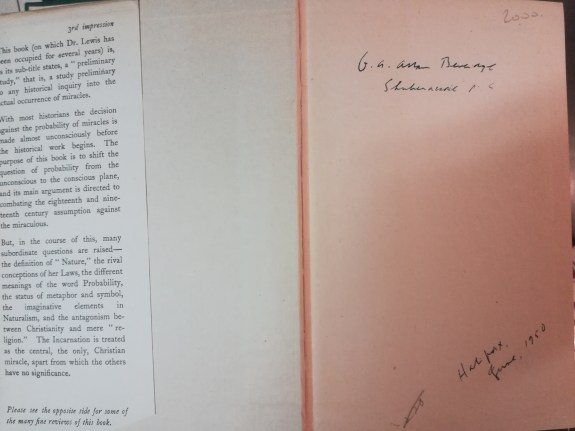 3rd impression
This book (on which Dr. Lewis has
been occupied for several years) is,
as its sub-title states, a “ preliminary
study,” that is, a study preliminary
to any historical inquiry into the
actual occurrence of miracles.
With most historians the decision
against the probability of miracles is
made almost unconsciously before
the historical work begins. The
purpose of this book is to shift the
question of probability from the
unconscious to the conscious plane,
and its main argument is directed to
combating the eighteenth and nine-
teenth century assumption against
the miraculous.
But, in the course of this, many
subordinate questions are raised—
the definition of “ Nature,” the rival
conceptions of her Laws, the different
meanings of the word Probability,
the status of metaphor and symbol,
the imaginative elements in
Naturalism, and the antagonism be-
tween Christianity and mere “ re-
ligion.” The Incarnation is treated
as the central, the only, Christian
miracle, apart from which the others
have no significance.
Please see the opposite side for some of
the many fine reviews of this book.
2000
Halifax.
June, 1950